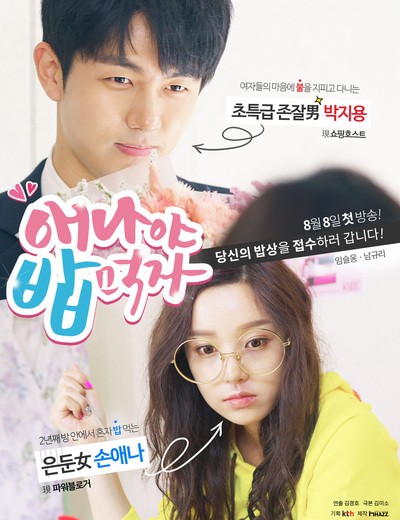 여자들의 마음에 불을 지피고 다니는
초특급 존잘男 박지용
現 쇼핑호스트
애나야
밥먹자
8월 8일 첫 방송!
당신의 밥상을 접수하러 갑니다!
임슬옹 · 남규리
2년째 방 안에서 혼자 밥 먹는
은둔女 손애나
現 파워블로거
연출 김경호 극본 김미소
기획 kth 제작 MHAZZ